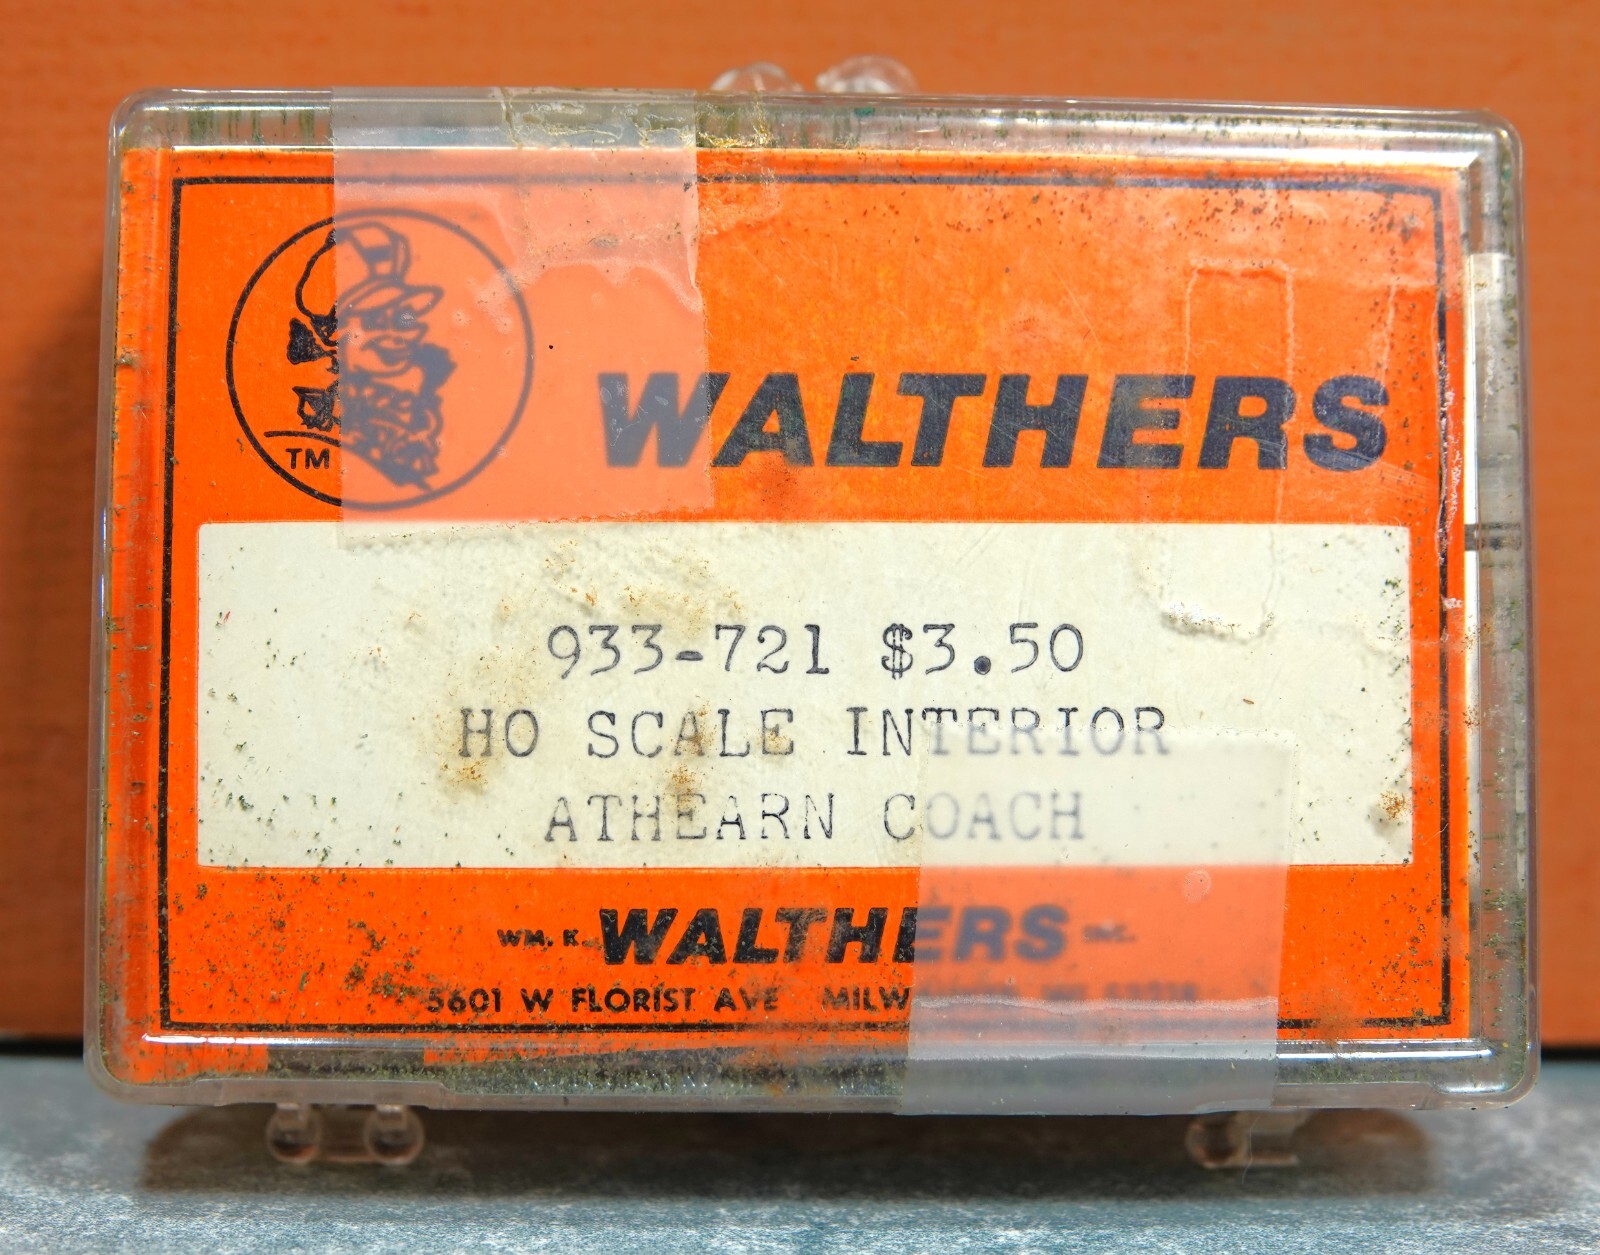 TM
WALTHERS
933-721 $3.50
HO SCALE INTERIOR
ATHEARN COACH
WM. K. WALTHERS INC.
5601 W FLORIST AVE MILW